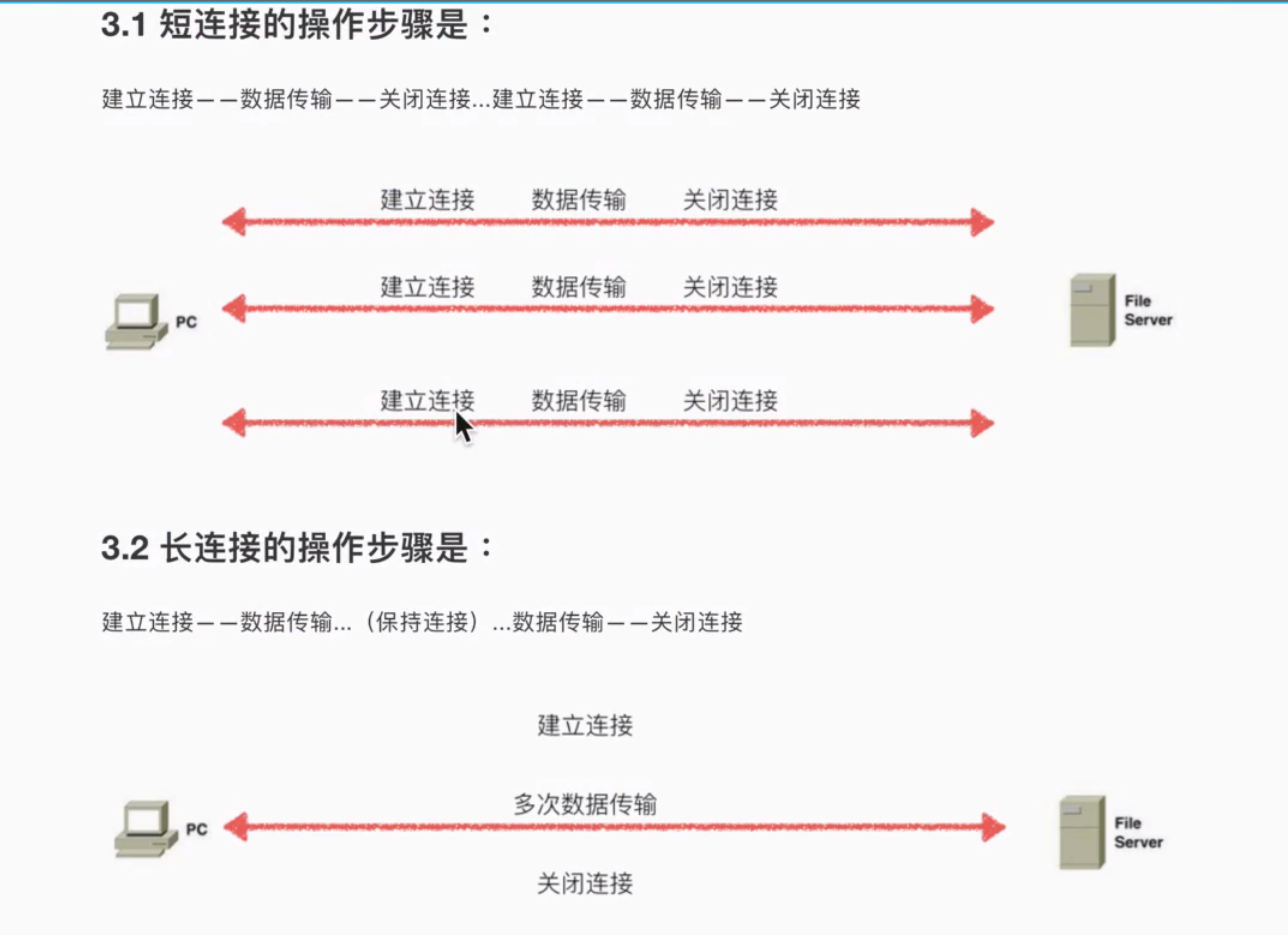 3.1 短连接的操作步骤是：
建立连接——数据传输——关闭连接...建立连接——数据传输——关闭连接
建立连接 数据传输 关闭连接
建立连接 数据传输 关闭连接
PC
File
Server
建立连接 数据传输 关闭连接
3.2 长连接的操作步骤是：
建立连接——数据传输...（保持连接）...数据传输——关闭连接
建立连接
多次数据传输
PC
File
Server
关闭连接